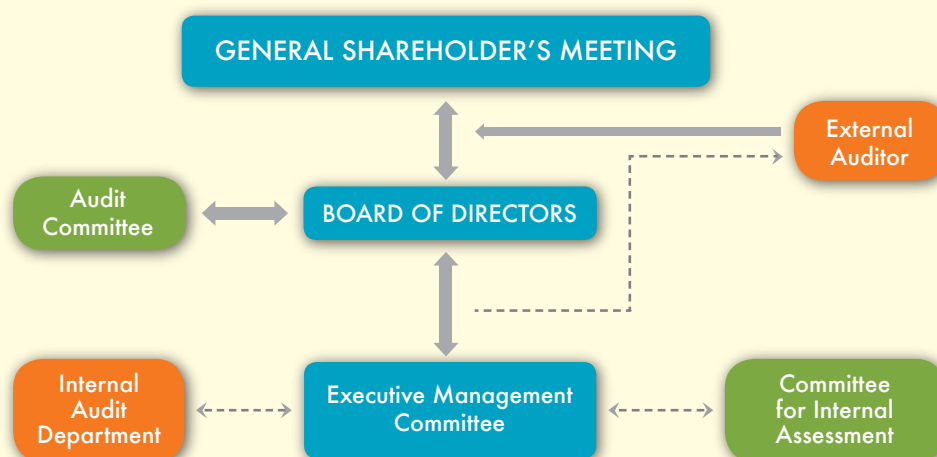 GENERAL SHAREHOLDER'S MEETING
External
Auditor
Audit
Committee
BOARD OF DIRECTORS
Internal
Audit
Department
Executive Management
Committee
Committee
for Internal
Assessment